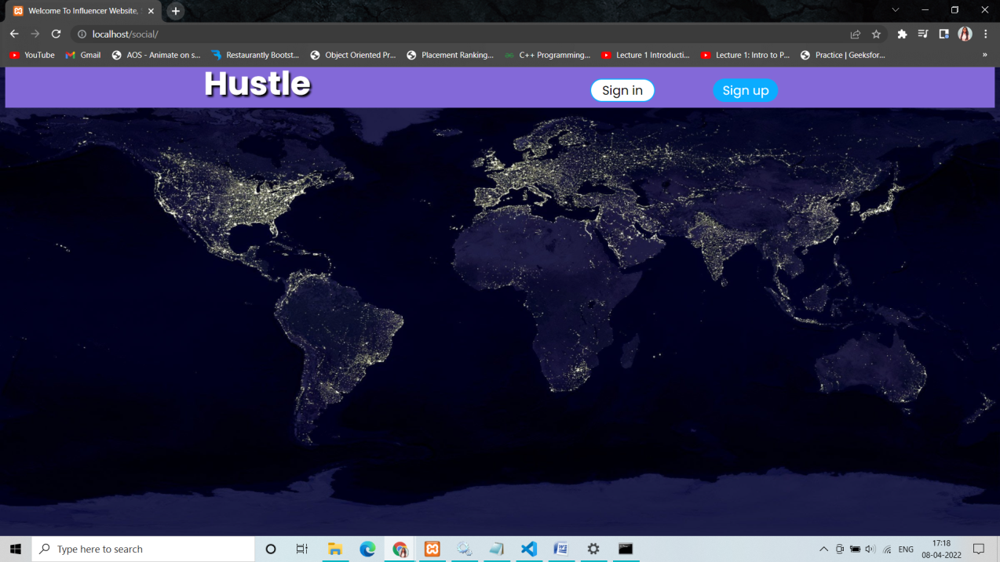 Welcome To Influencer Website,
localhost/social/
YouTube
Gmail
AOS - Animate on s...
Restaurantly Bootst...
Object Oriented Pr...
Placement Ranking...
C++ Programming...
Lecture 1 Introducti...
Lecture 1: Intro to P...
Practice | Geeksfor...
»
Hustle
Sign in
Sign up
Type here to search
ENG
17:18
08-04-2022